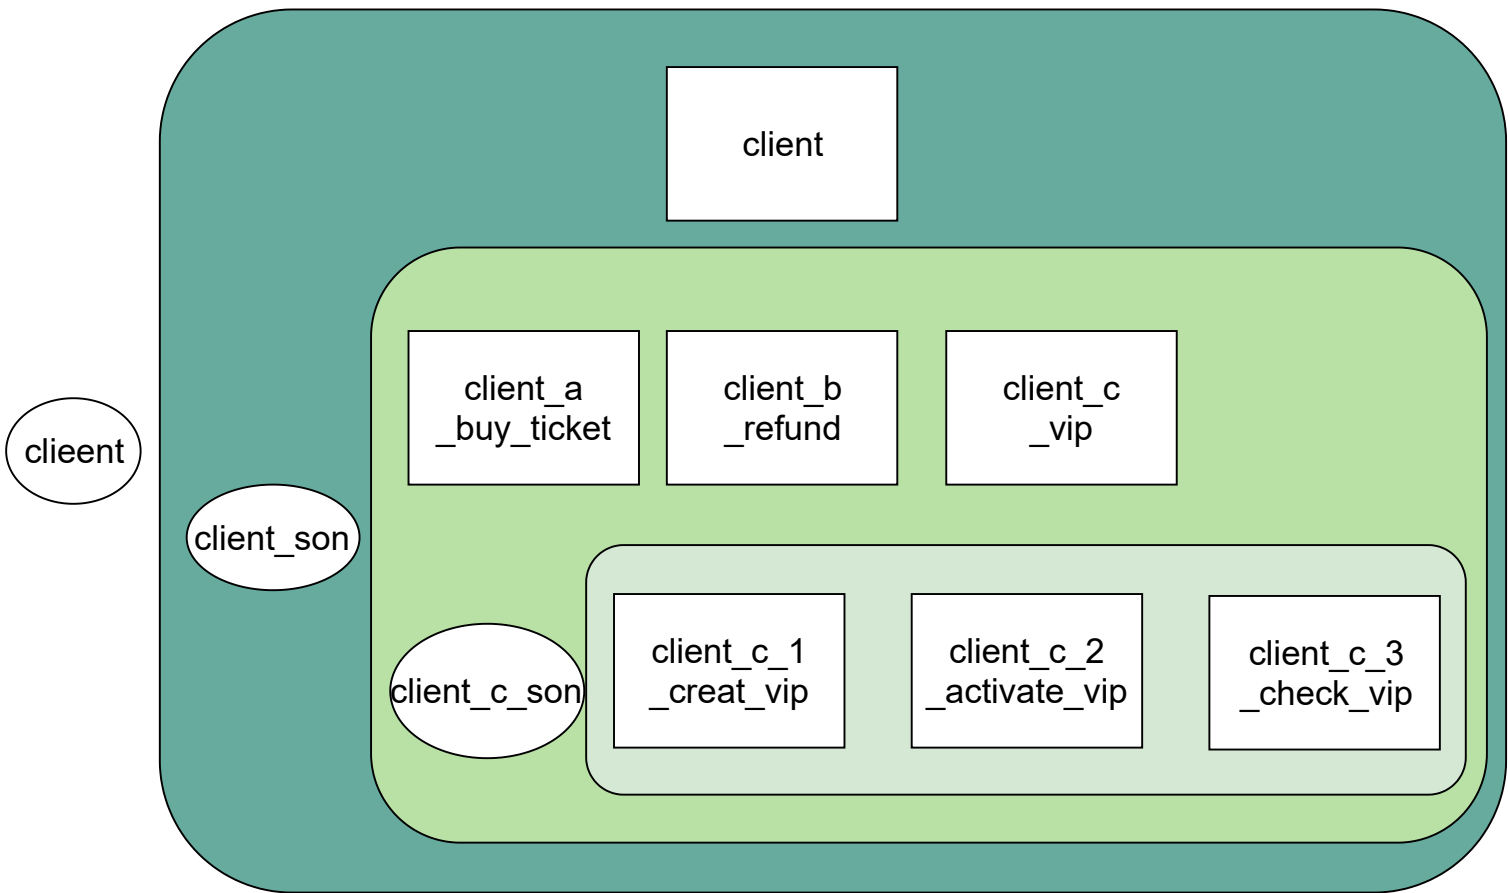 client
client_a
_buy_ticket
client_b
_refund
client_c
_vip
clieent
client_son
client_c_son
client_c_1
_creat_vip
client_c_2
_activate_vip
client_c_3
_check_vip